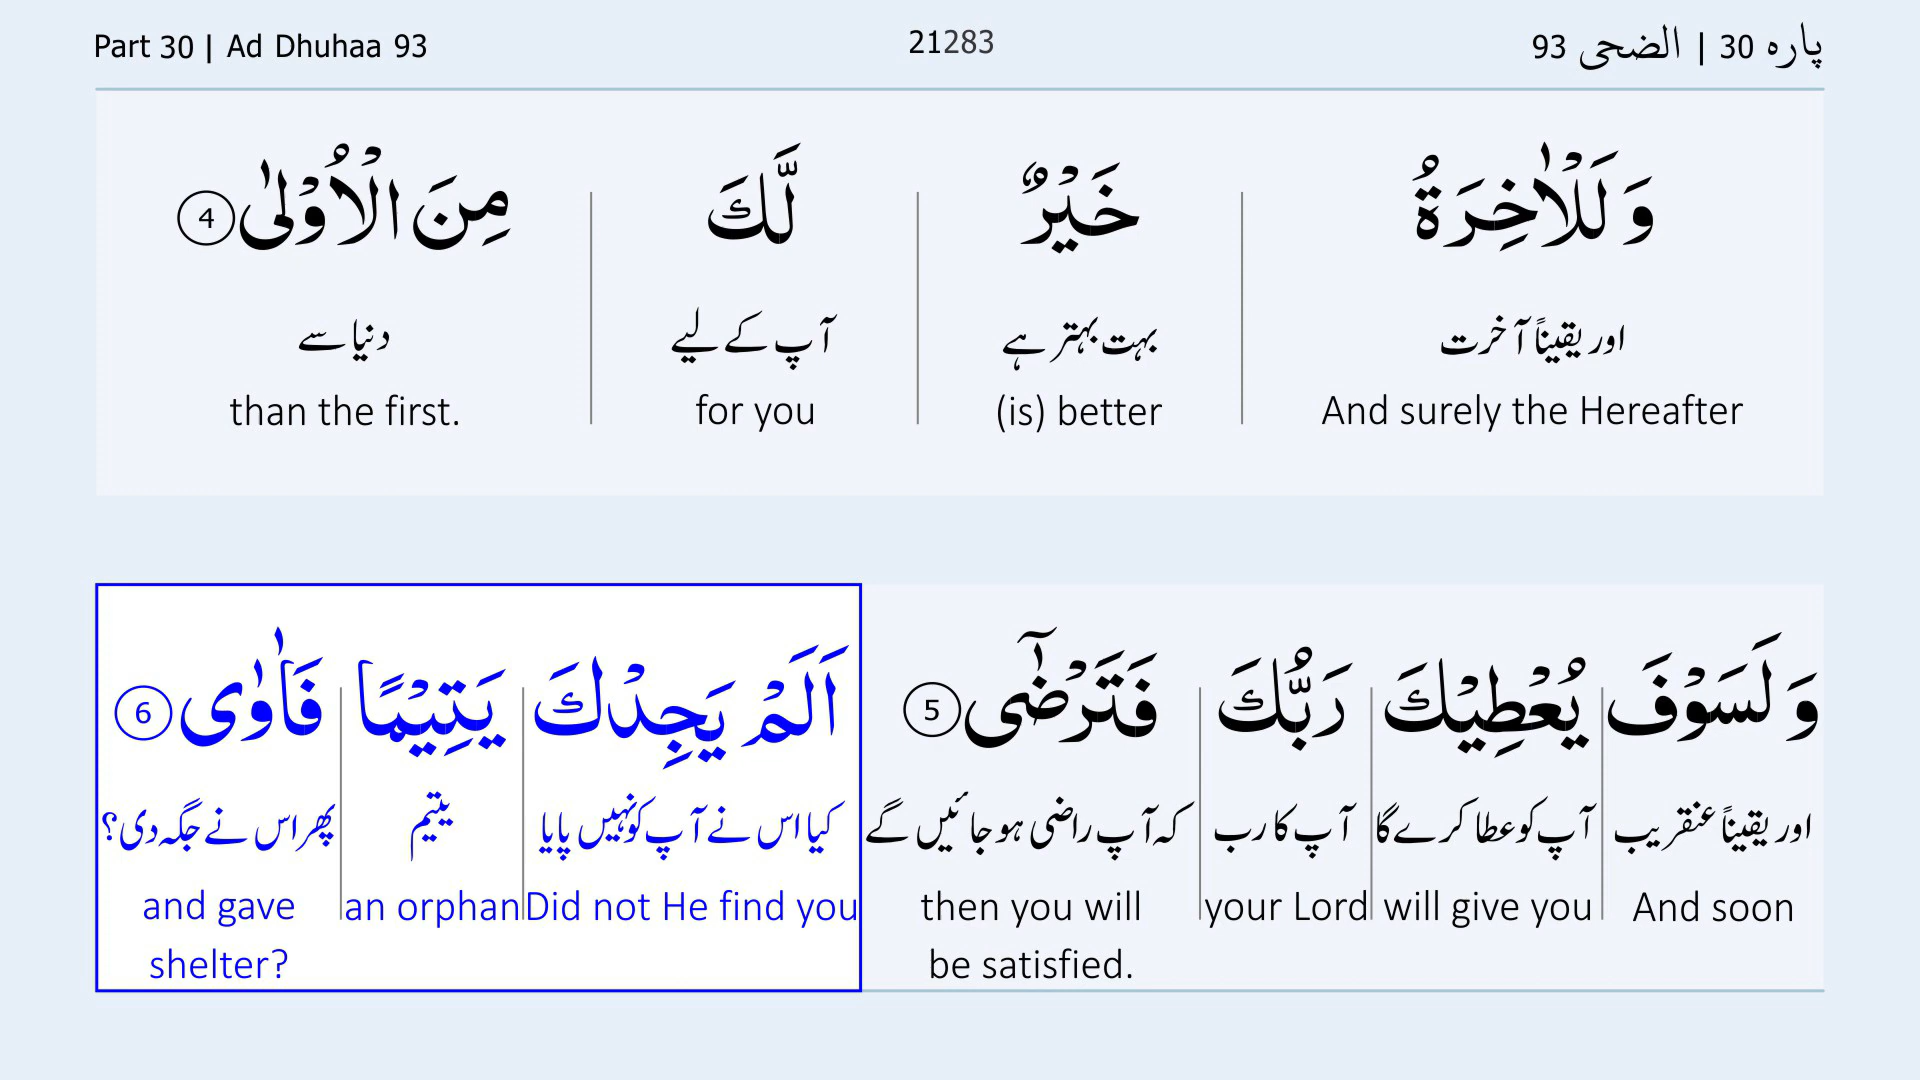 Part 30 | Ad Dhuhaa 93
21283
پارہ 30 | الضحى 93
وَ لَلْاٰخِرَةُ خَيْرٌ لَّكَ مِنَ الْاُوْلٰى 4
اور یقیناً آخرت بہت بہتر ہے آپ کے لیے دنیا سے
And surely the Hereafter (is) better for you than the first.
وَ لَسَوْفَ يُعْطِيْكَ رَبُّكَ فَتَرْضٰٓى 5 اَلَمْ يَجِدْكَ يَتِيْمًا فَاٰوٰى 6
اور یقیناً عنقریب آپ کو عطا کرے گا آپ کا رب کہ آپ راضی ہو جائیں گے کیا اس نے آپ کو نہیں پایا یتیم پھر اس نے جگہ دی؟
And soon will give you your Lord then you will be satisfied. Did not He find you an orphan and gave shelter?